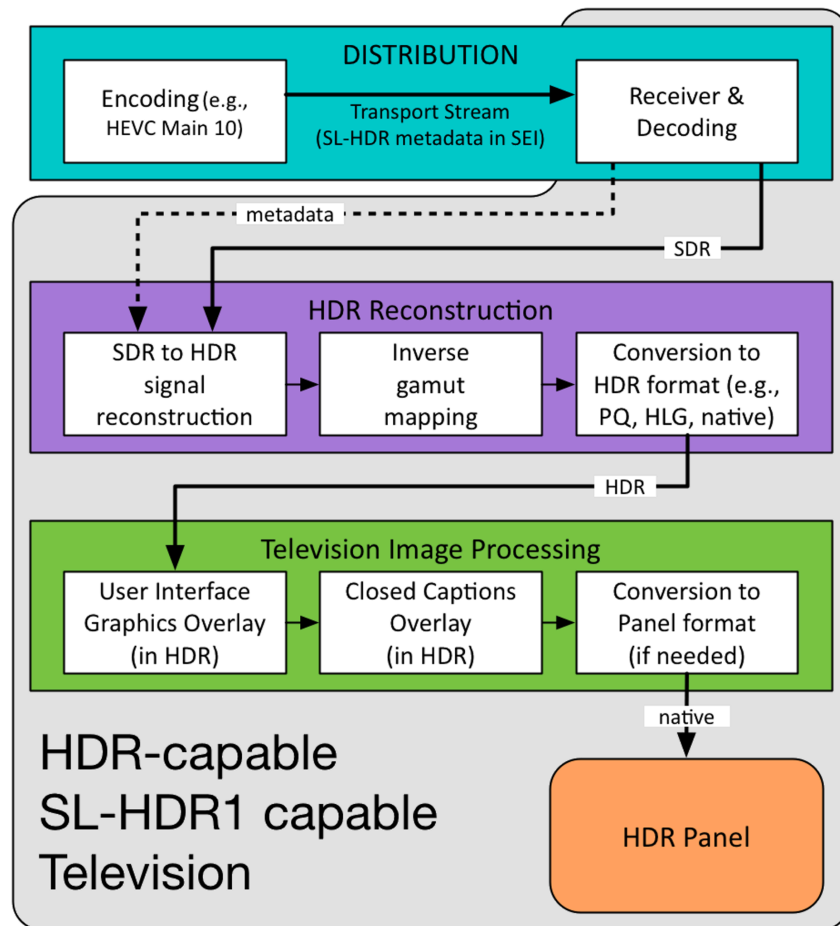 DISTRIBUTION
Encoding (e.g.,
HEVC Main 10)
Transport Stream
(SL-HDR metadata in SEI)
Receiver &
Decoding
metadata
SDR
HDR Reconstruction
SDR to HDR
signal
reconstruction
Inverse
gamut
mapping
Conversion to
HDR format (e.g.,
PQ, HLG, native)
HDR
Television Image Processing
User Interface
Graphics Overlay
(in HDR)
Closed Captions
Overlay
(in HDR)
Conversion to
Panel format
(if needed)
native
HDR-capable
SL-HDR1 capable
Television
HDR Panel